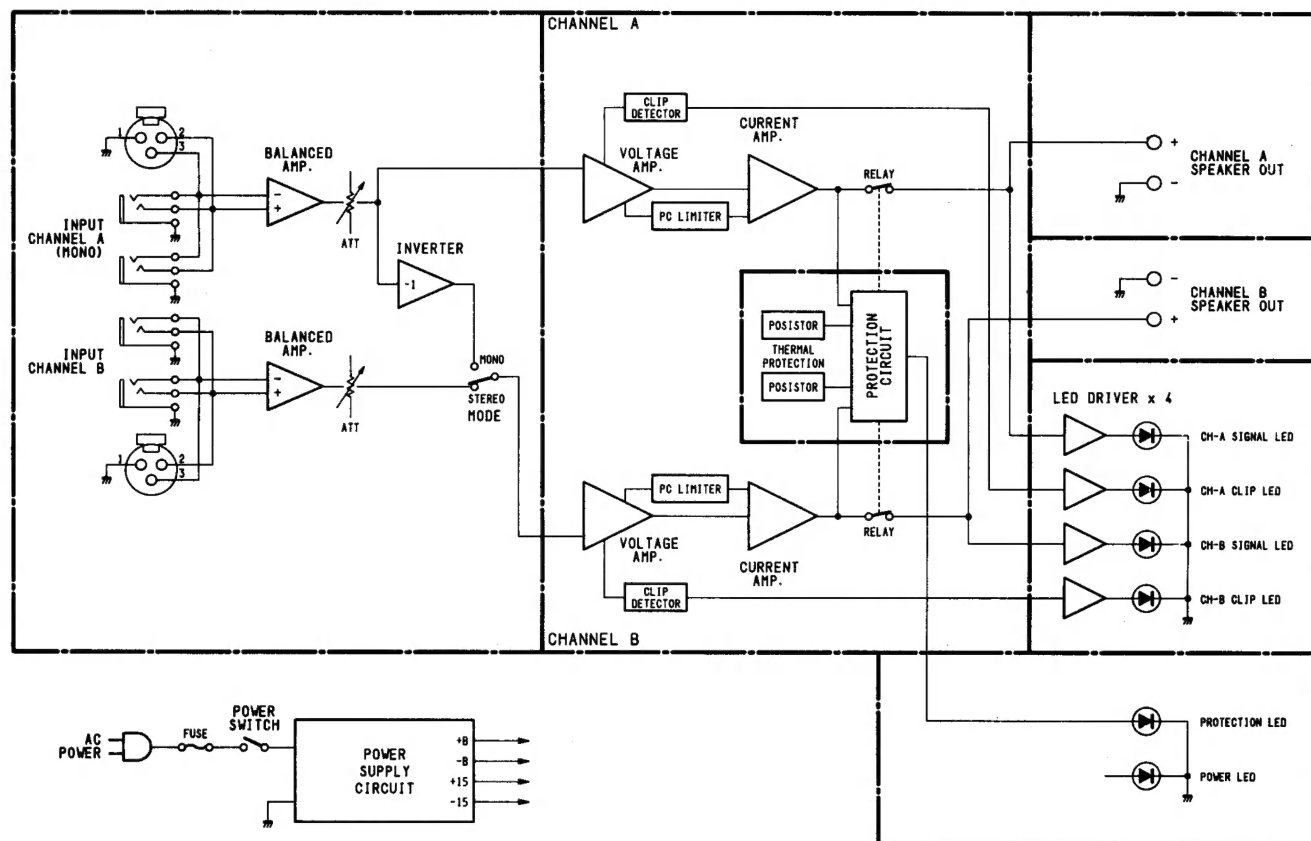 CHANNEL A
1
2
3
BALANCED
AMP.
-
+
ATT
INPUT
CHANNEL A
(MONO)
INVERTER
-1
INPUT
CHANNEL B
BALANCED
AMP.
-
+
ATT
MONO
STEREO
MODE
1
2
3
CLIP
DETECTOR
VOLTAGE
AMP.
CURRENT
AMP.
PC LIMITER
RELAY
POSISTOR
THERMAL
PROTECTION
POSISTOR
PROTECTION
CIRCUIT
PC LIMITER
VOLTAGE
AMP.
CURRENT
AMP.
RELAY
CLIP
DETECTOR
CHANNEL B
+
-
CHANNEL A
SPEAKER OUT
-
+
CHANNEL B
SPEAKER OUT
LED DRIVER x 4
CH-A SIGNAL LED
CH-A CLIP LED
CH-B SIGNAL LED
CH-B CLIP LED
AC
POWER
FUSE
POWER
SWITCH
POWER
SUPPLY
CIRCUIT
+B
-B
+15
-15
PROTECTION LED
POWER LED